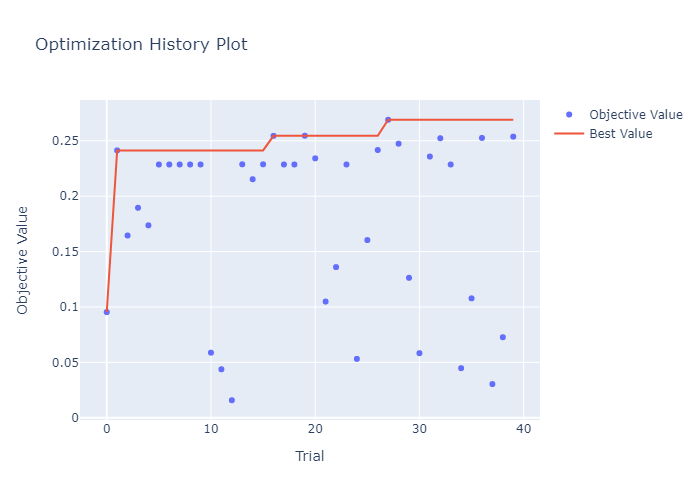 Optimization History Plot
Objective Value
Best Value
0.25
0.2
0.15
0.1
0.05
0
Objective Value
0
10
20
30
40
Trial